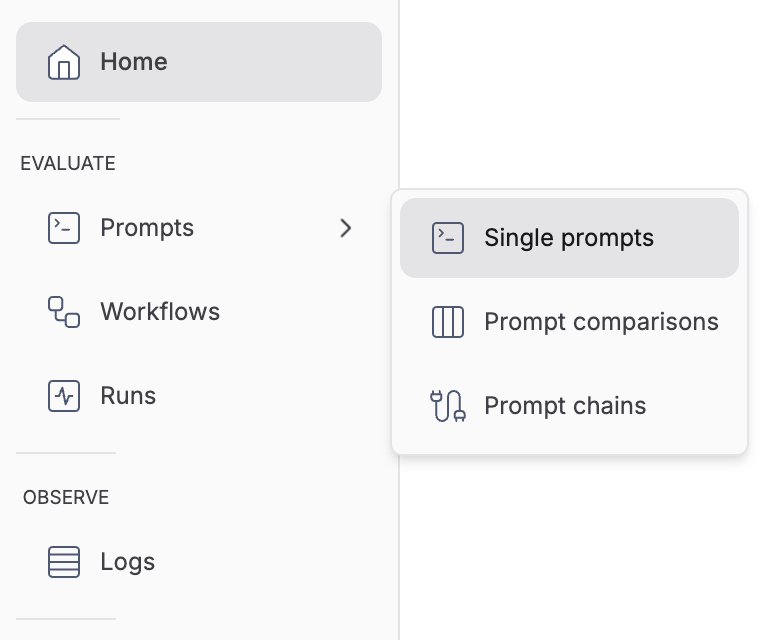 Home
EVALUATE
Prompts
Single prompts
Prompt comparisons
Prompt chains
Workflows
Runs
OBSERVE
Logs